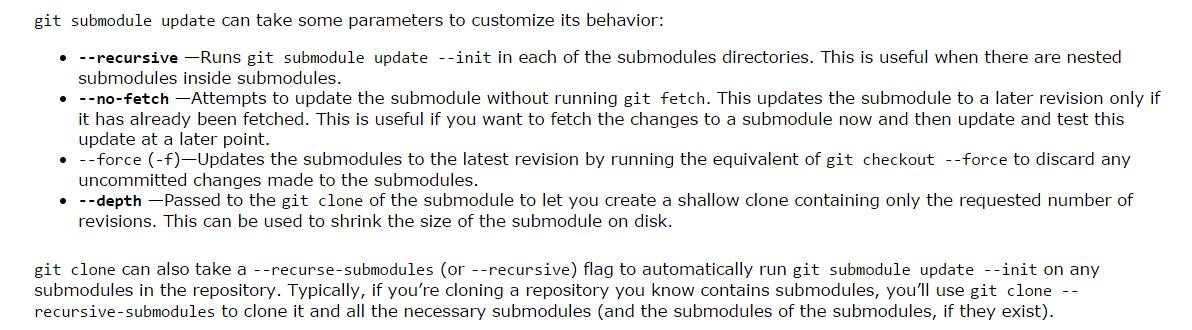 git submodule update can take some parameters to customize its behavior:
• --recursive —Runs git submodule update --init in each of the submodules directories. This is useful when there are nested
submodules inside submodules.
• --no-fetch —Attempts to update the submodule without running git fetch. This updates the submodule to a later revision only if
it has already been fetched. This is useful if you want to fetch the changes to a submodule now and then update and test this
update at a later point.
• --force (-f)—Updates the submodules to the latest revision by running the equivalent of git checkout --force to discard any
uncommitted changes made to the submodules.
• --depth —Passed to the git clone of the submodule to let you create a shallow clone containing only the requested number of
revisions. This can be used to shrink the size of the submodule on disk.
git clone can also take a --recurse-submodules (or --recursive) flag to automatically run git submodule update --init on any
submodules in the repository. Typically, if you’re cloning a repository you know contains submodules, you’ll use git clone --
recursive-submodules to clone it and all the necessary submodules (and the submodules of the submodules, if they exist).